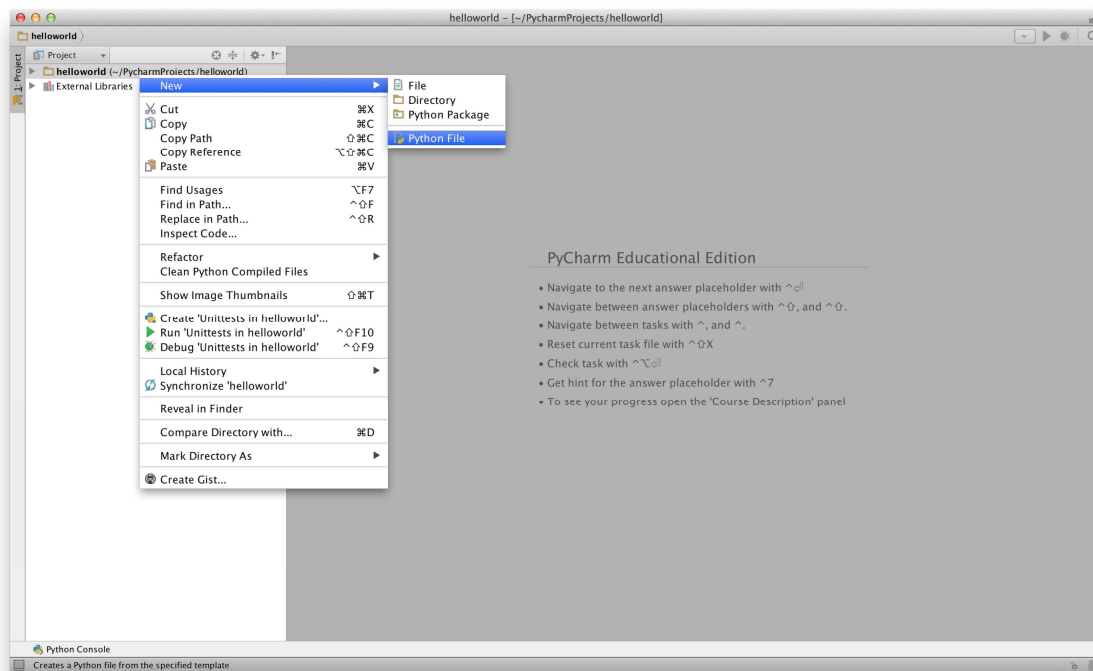 helloworld – [~/PycharmProjects/helloworld]
helloworld
1: Project
Project
helloworld (~/PycharmProjects/helloworld)
External Libraries
New
Cut ⌘X
Copy ⌘C
Copy Path ⇧⌘C
Copy Reference ⌥⇧⌘C
Paste ⌘V
Find Usages ⌥F7
Find in Path... ^⇧F
Replace in Path... ^⇧R
Inspect Code...
Refactor
Clean Python Compiled Files
Show Image Thumbnails ⇧⌘T
Create 'Unittests in helloworld'...
Run 'Unittests in helloworld' ^⇧F10
Debug 'Unittests in helloworld' ^⇧F9
Local History
Synchronize 'helloworld'
Reveal in Finder
Compare Directory with... ⌘D
Mark Directory As
Create Gist...
File
Directory
Python Package
Python File
PyCharm Educational Edition
• Navigate to the next answer placeholder with ^⏎
• Navigate between answer placeholders with ^⇧, and ^⇧.
• Navigate between tasks with ^, and ^.
• Reset current task file with ^⇧X
• Check task with ^⌥⏎
• Get hint for the answer placeholder with ^7
• To see your progress open the 'Course Description' panel
Python Console
Creates a Python file from the specified template